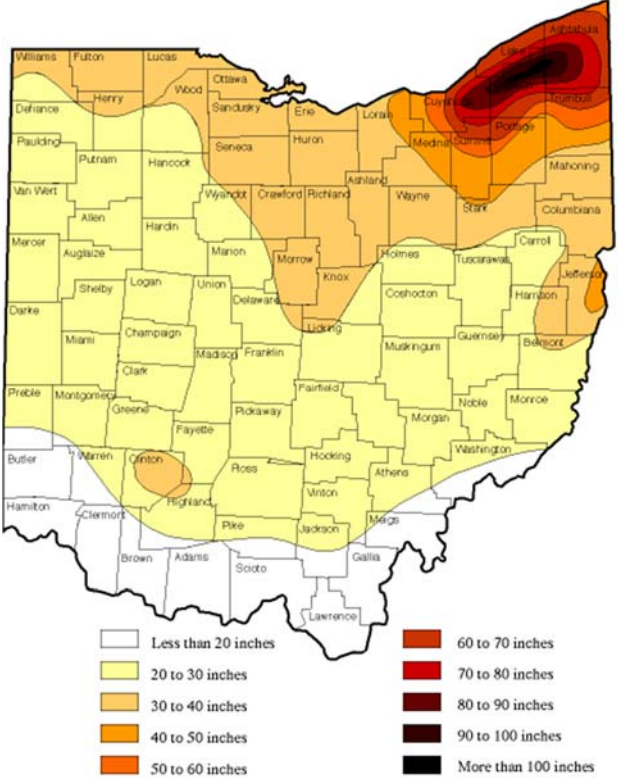 Ashtabula
Lake
Williams
Fulton
Lucas
Ottawa
Wood
Henry
Defiance
Sandusky
Erie
Lorain
Cuyahoga
Trumbull
Portage
Summit
Medina
Paulding
Putnam
Hancock
Seneca
Huron
Ashland
Mahoning
Van Wert
Allen
Wyandot
Crawford
Richland
Wayne
Stark
Columbiana
Hardin
Mercer
Auglaize
Marion
Morrow
Knox
Holmes
Tuscarawas
Carroll
Jefferso
Shelby
Logan
Union
Delaware
Coshocton
Harrison
Darke
Licking
Miami
Champaign
Madison
Franklin
Muskingum
Guernsey
Belmont
Clark
Preble
Montgomery
Greene
Fairfield
Pickaway
Morgan
Noble
Monroe
Fayette
Butler
Warren
Clinton
Ross
Hocking
Athens
Washington
Highland
Vinton
Hamilton
Clermont
Pike
Jackson
Meigs
Brown
Adams
Scioto
Gallia
Lawrence
Less than 20 inches
20 to 30 inches
30 to 40 inches
40 to 50 inches
50 to 60 inches
60 to 70 inches
70 to 80 inches
80 to 90 inches
90 to 100 inches
More than 100 inches